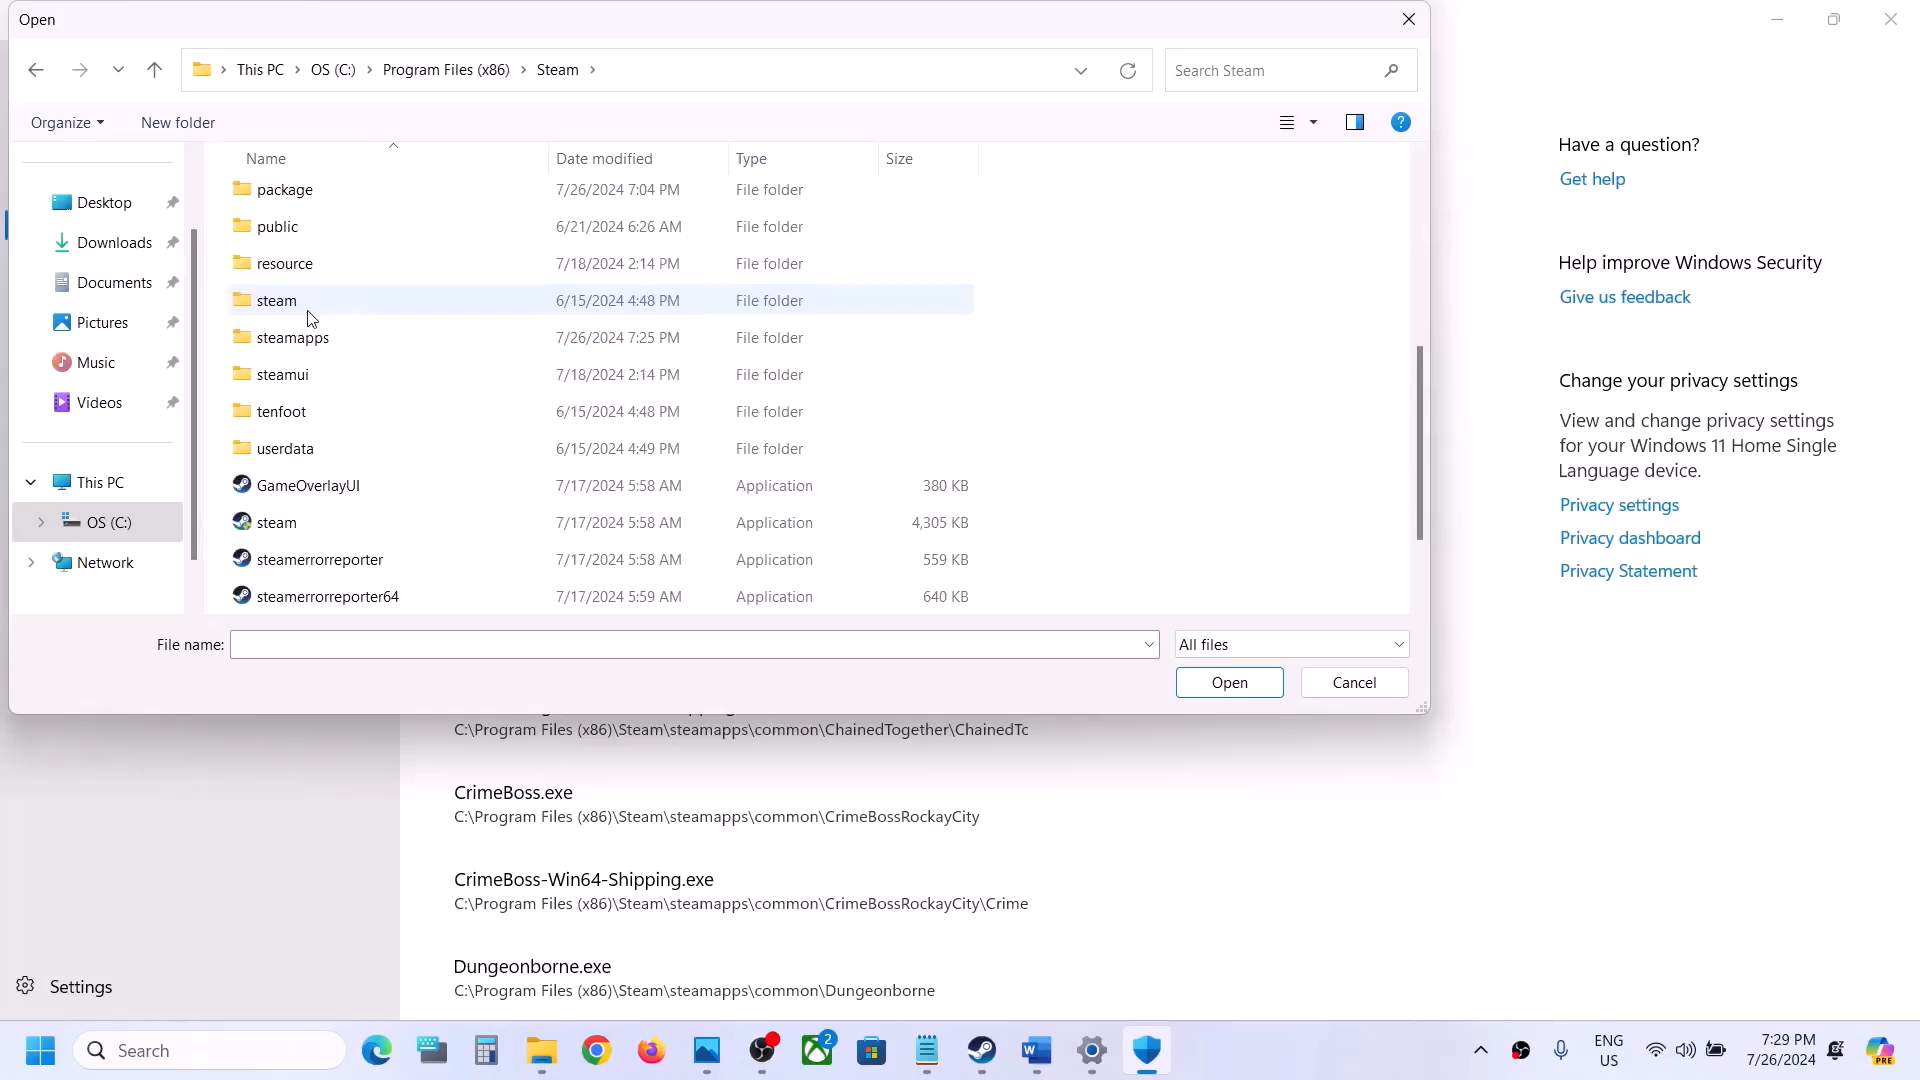 Open
This PC > OS (C:) > Program Files (x86) > Steam >
Search Steam
Organize
New folder
Name
Date modified
Type
Size
package 7/26/2024 7:04 PM File folder
public 6/21/2024 6:26 AM File folder
resource 7/18/2024 2:14 PM File folder
steam 6/15/2024 4:48 PM File folder
steamapps 7/26/2024 7:25 PM File folder
steamui 7/18/2024 2:14 PM File folder
tenfoot 6/15/2024 4:48 PM File folder
userdata 6/15/2024 4:49 PM File folder
GameOverlayUI 7/17/2024 5:58 AM Application 380 KB
steam 7/17/2024 5:58 AM Application 4,305 KB
steamerrorreporter 7/17/2024 5:58 AM Application 559 KB
steamerrorreporter64 7/17/2024 5:59 AM Application 640 KB
Desktop
Downloads
Documents
Pictures
Music
Videos
This PC
OS (C:)
Network
File name:
All files
Open
Cancel
Have a question?
Get help
Help improve Windows Security
Give us feedback
Change your privacy settings
View and change privacy settings
for your Windows 11 Home Single
Language device.
Privacy settings
Privacy dashboard
Privacy Statement
C:\Program Files (x86)\Steam\steamapps\common\ChainedTogether\ChainedTc
CrimeBoss.exe
C:\Program Files (x86)\Steam\steamapps\common\CrimeBossRockayCity
CrimeBoss-Win64-Shipping.exe
C:\Program Files (x86)\Steam\steamapps\common\CrimeBossRockayCity\Crime
Dungeonborne.exe
C:\Program Files (x86)\Steam\steamapps\common\Dungeonborne
Settings
Search
2
ENG
US
7:29 PM
7/26/2024
PRE